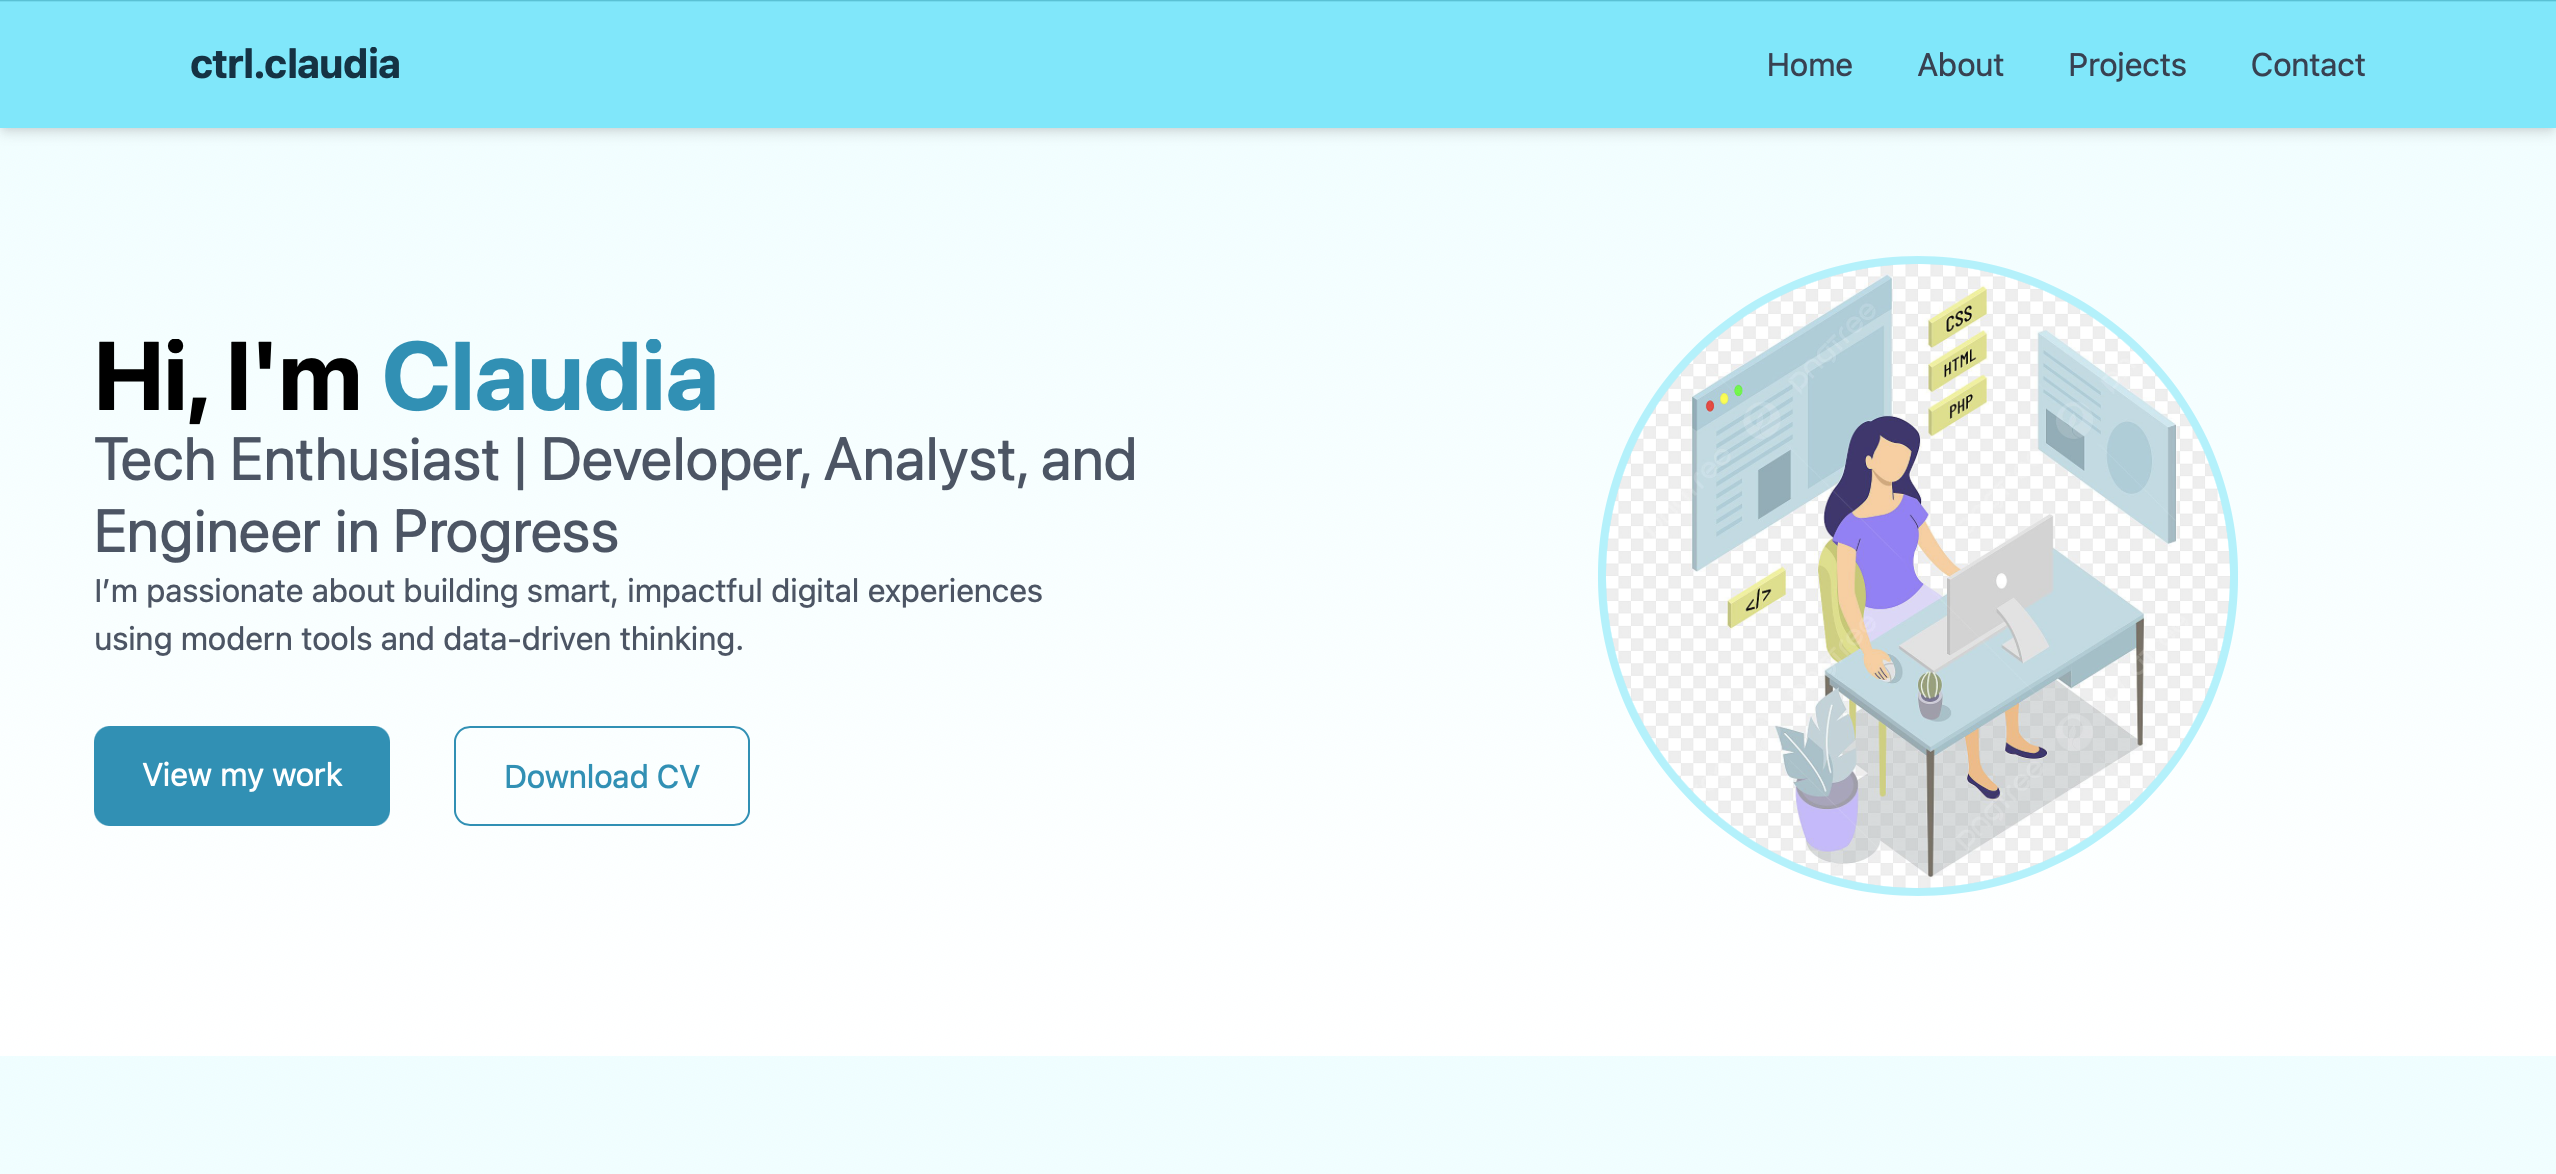 ctrl.claudia
Home About Projects Contact
Hi, I'm Claudia
Tech Enthusiast | Developer, Analyst, and
Engineer in Progress
I’m passionate about building smart, impactful digital experiences
using modern tools and data-driven thinking.
View my work
Download CV
CSS
HTML
PHP
</>
pngtree